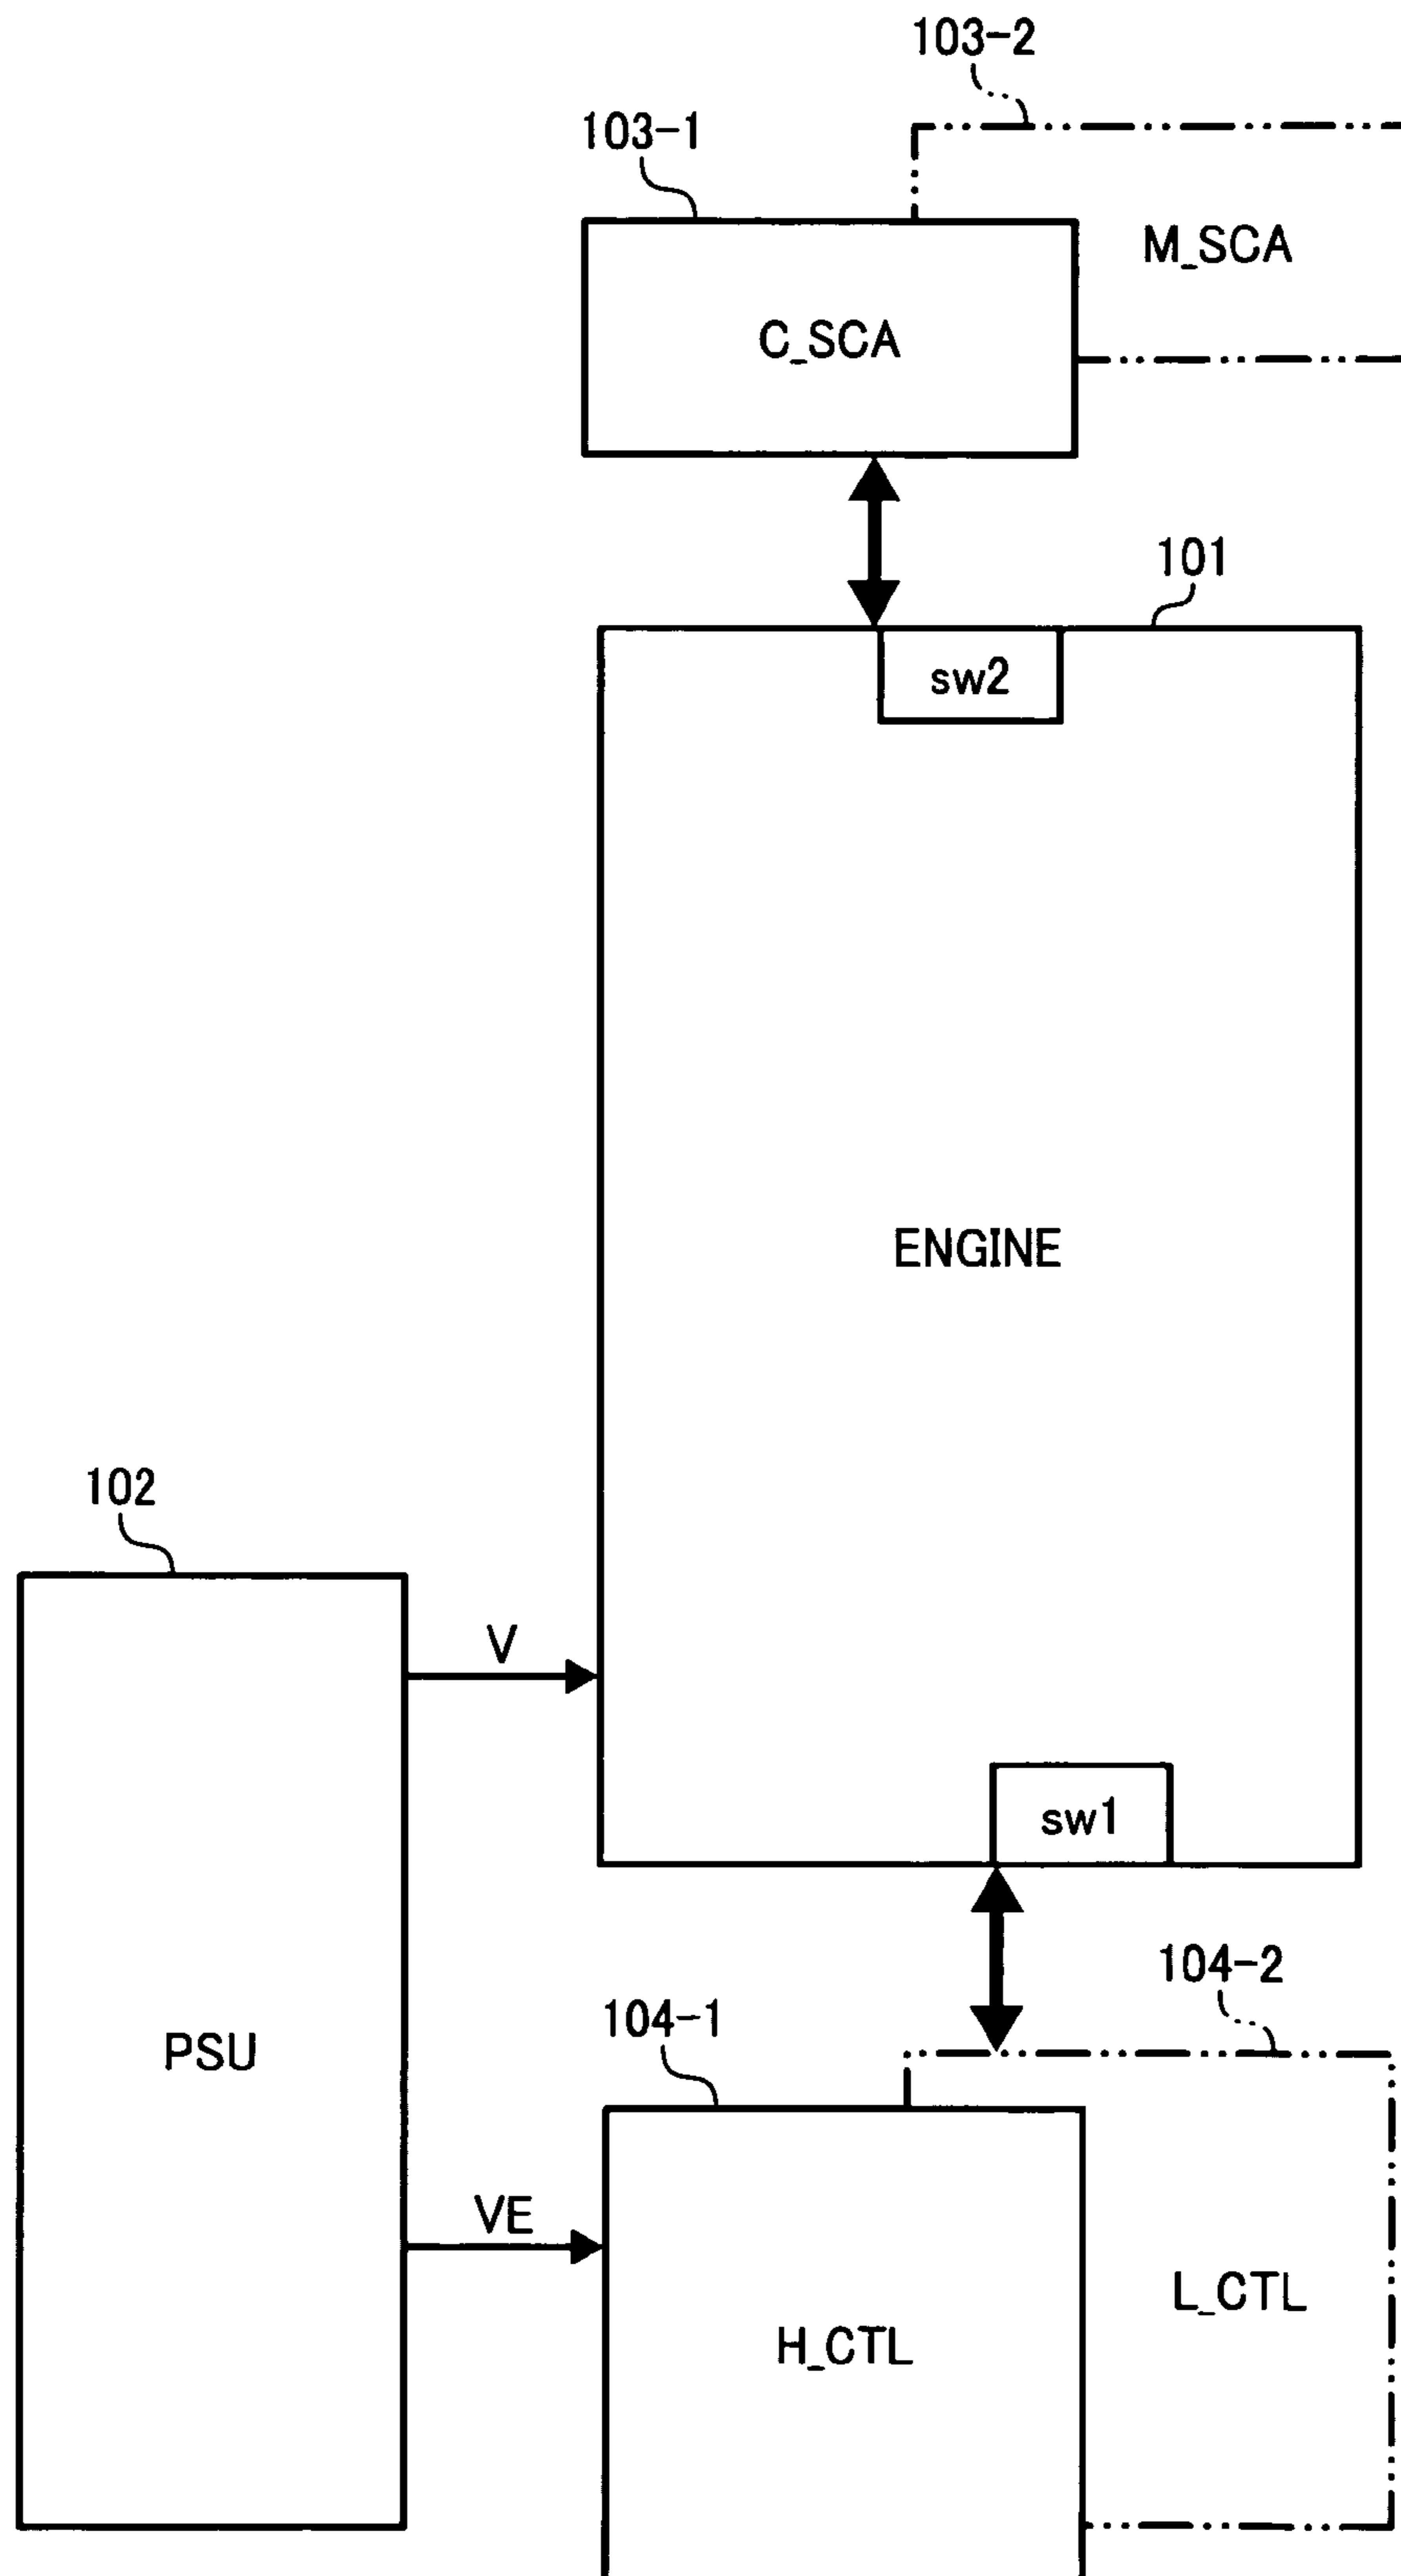 103-2
103-1
M_SCA
C_SCA
101
sw2
ENGINE
102
V
sw1
104-2
104-1
PSU
VE
L_CTL
H_CTL